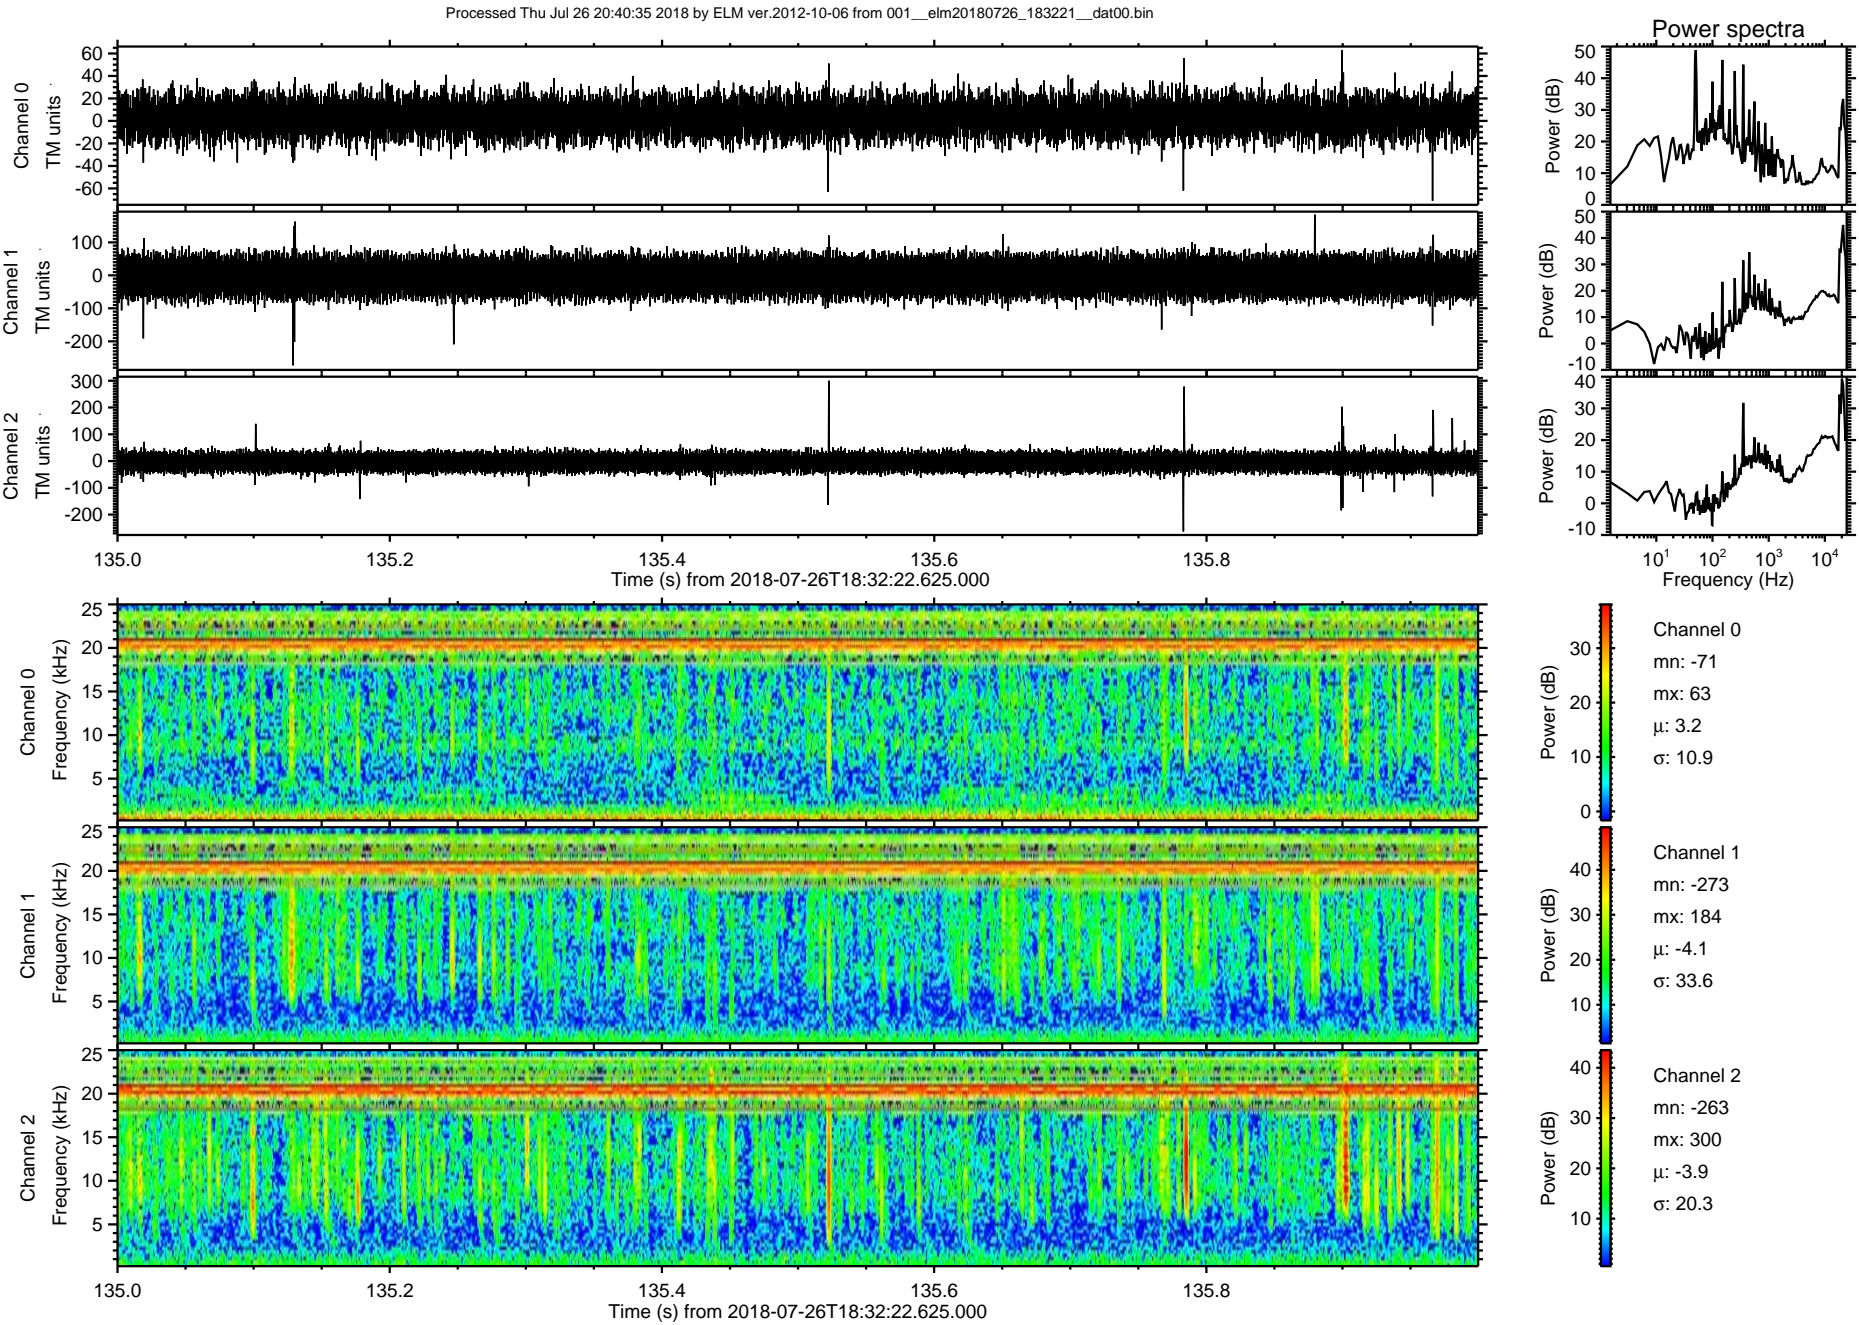 Processed Thu Jul 26 20:40:35 2018 by ELM ver.2012-10-06 from 001__elm20180726_183221__dat00.bin
Power spectra
Channel 0
TM units
60
40
20
0
-20
-40
-60
Power (dB)
50
40
30
20
10
0
Channel 1
TM units
100
0
-100
-200
Power (dB)
50
40
30
20
10
0
-10
Channel 2
TM units
300
200
100
0
-100
-200
Power (dB)
40
30
20
10
0
-10
135.0 135.2 135.4 135.6 135.8
Time (s) from 2018-07-26T18:32:22.625.000
10^1 10^2 10^3 10^4
Frequency (Hz)
Channel 0
Frequency (kHz)
25
20
15
10
5
Power (dB)
30
20
10
0
Channel 0
mn: -71
mx: 63
μ: 3.2
σ: 10.9
Channel 1
Frequency (kHz)
25
20
15
10
5
Power (dB)
40
30
20
10
Channel 1
mn: -273
mx: 184
μ: -4.1
σ: 33.6
Channel 2
Frequency (kHz)
25
20
15
10
5
Power (dB)
40
30
20
10
Channel 2
mn: -263
mx: 300
μ: -3.9
σ: 20.3
135.0 135.2 135.4 135.6 135.8
Time (s) from 2018-07-26T18:32:22.625.000